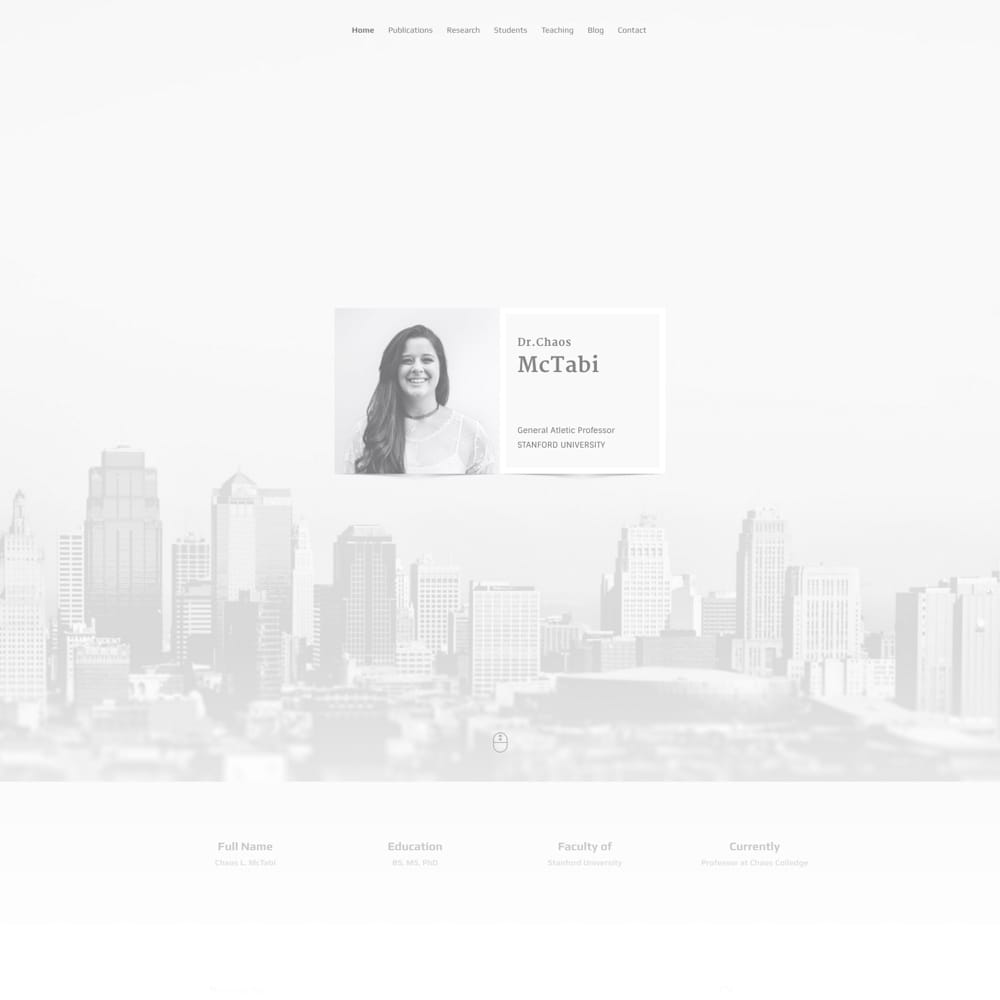 Home Publications Research Students Teaching Blog Contact
Dr.Chaos
McTabi
General Atletic Professor
STANFORD UNIVERSITY
Full Name Education Faculty of Currently
Chaos L. McTabi BS, MS, PhD Stanford University Professor at Chaos Colledge